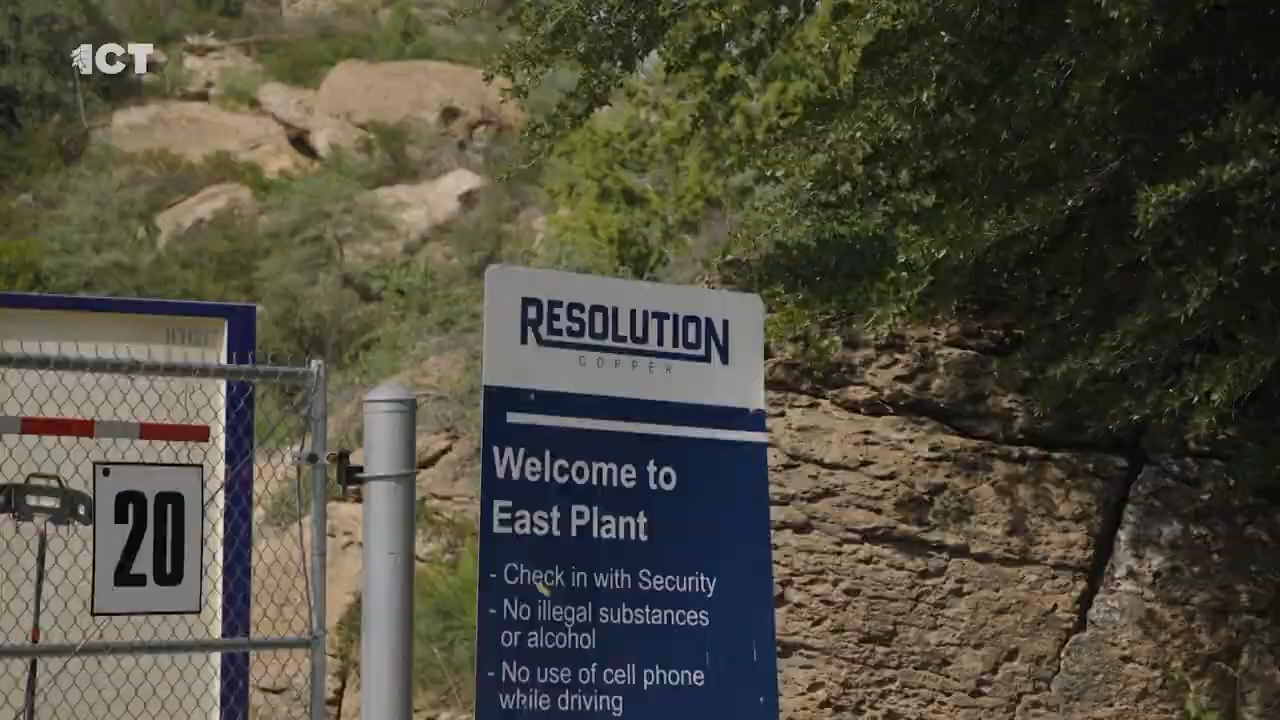 ICT
RESOLUTION
COPPER
Welcome to
East Plant
- Check in with Security
- No illegal substances
or alcohol
- No use of cell phone
while driving
20